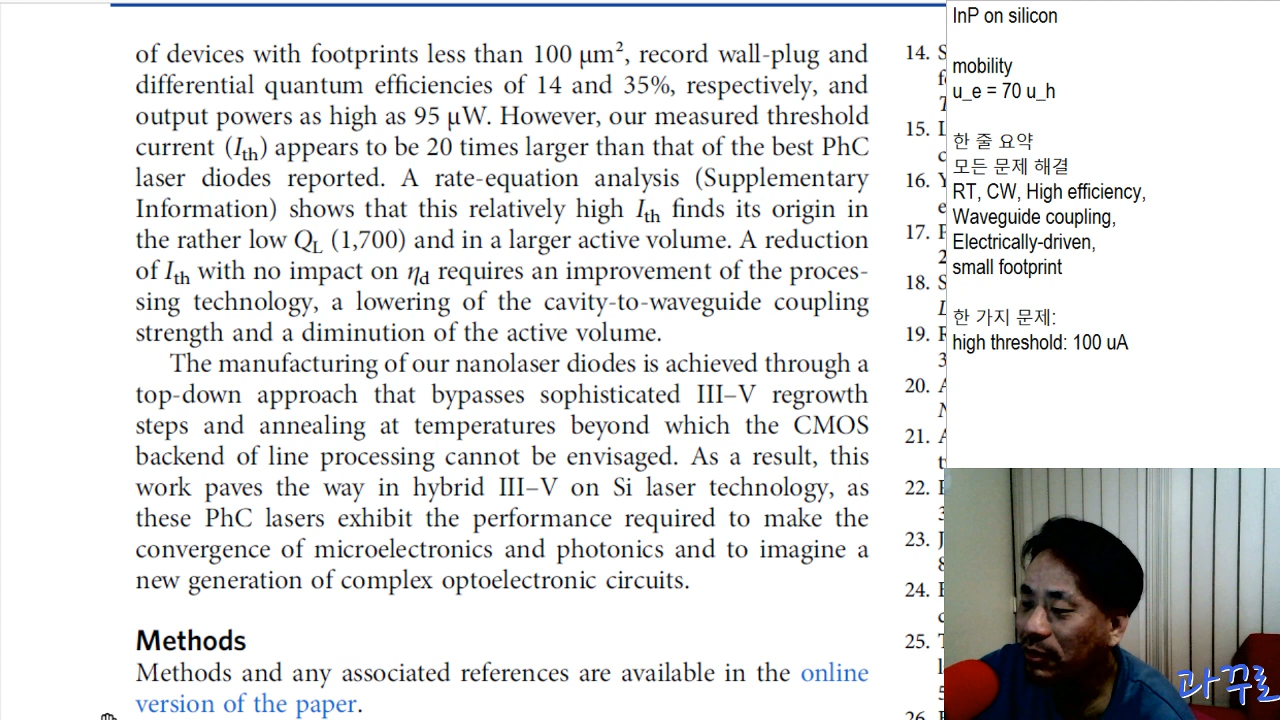 of devices with footprints less than 100 μm², record wall-plug and
differential quantum efficiencies of 14 and 35%, respectively, and
output powers as high as 95 μW. However, our measured threshold
current (Ith) appears to be 20 times larger than that of the best PhC
laser diodes reported. A rate-equation analysis (Supplementary
Information) shows that this relatively high Ith finds its origin in
the rather low QL (1,700) and in a larger active volume. A reduction
of Ith with no impact on ηd requires an improvement of the proces-
sing technology, a lowering of the cavity-to-waveguide coupling
strength and a diminution of the active volume.
The manufacturing of our nanolaser diodes is achieved through a
top-down approach that bypasses sophisticated III–V regrowth
steps and annealing at temperatures beyond which the CMOS
backend of line processing cannot be envisaged. As a result, this
work paves the way in hybrid III–V on Si laser technology, as
these PhC lasers exhibit the performance required to make the
convergence of microelectronics and photonics and to imagine a
new generation of complex optoelectronic circuits.
Methods
Methods and any associated references are available in the online
version of the paper.
14.
15.
16.
17.
18.
19.
20.
21.
22.
23.
24.
25.
26.
InP on silicon
mobility
u_e = 70 u_h
한 줄 요약
모든 문제 해결
RT, CW, High efficiency,
Waveguide coupling,
Electrically-driven,
small footprint
한 가지 문제:
high threshold: 100 uA
과꾸로